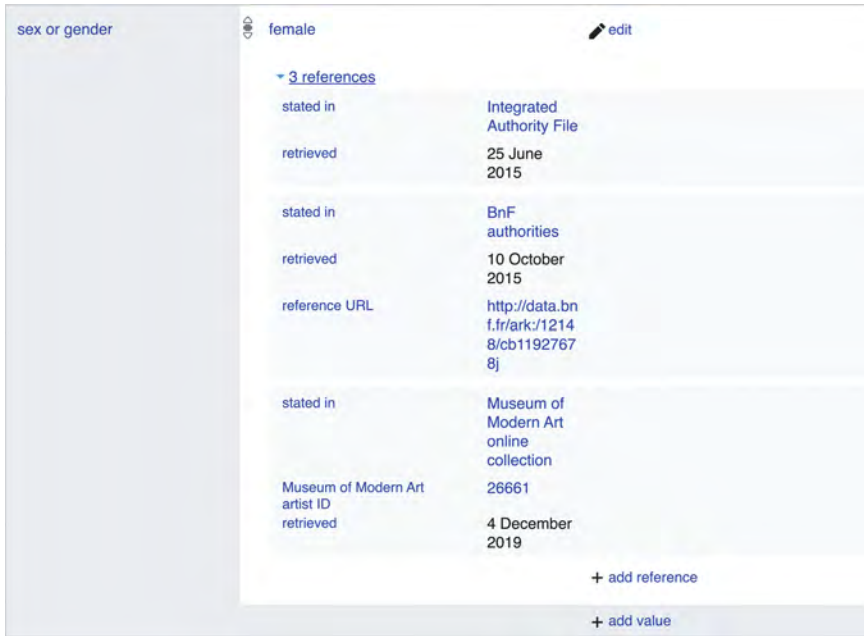 sex or gender
female
edit
3 references
stated in
Integrated
Authority File
retrieved
25 June
2015
stated in
BnF
authorities
retrieved
10 October
2015
reference URL
http://data.bn
f.fr/ark:/1214
8/cb1192767
8j
stated in
Museum of
Modern Art
online
collection
Museum of Modern Art
artist ID
26661
retrieved
4 December
2019
+ add reference
+ add value